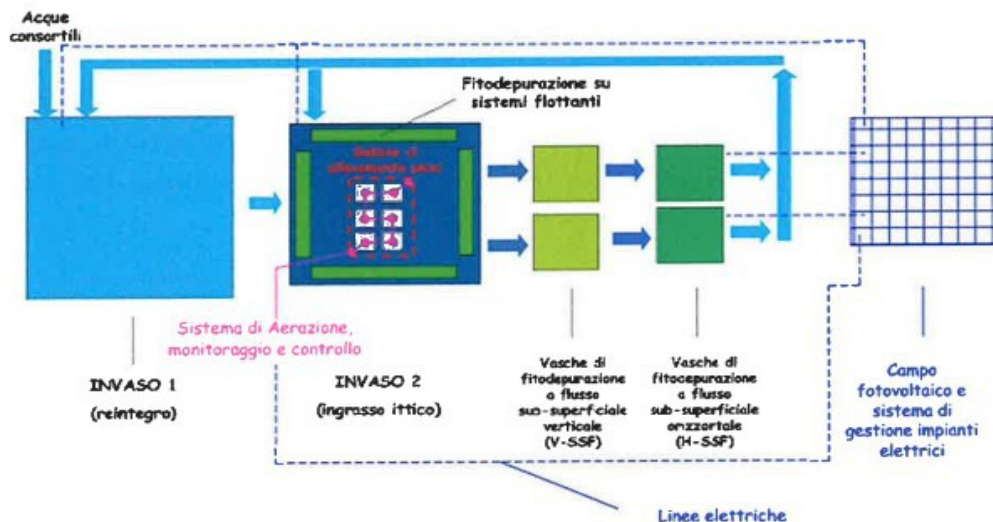 Acque
consortili
Fitodepurazione su
sistemi flottanti
Sistema di Aerazione,
monitoraggio e controllo
INVASO 1
(reintegro)
INVASO 2
(ingrasso ittico)
Vasche di
fitodepurazione
a flusso
sub-superficiale
verticale
(V-SSF)
Vasche di
fitodepurazione
a flusso
sub-superficiale
orizzontale
(H-SSF)
Campo
fotovoltaico e
sistema di
gestione impianti
elettrici
Linee elettriche